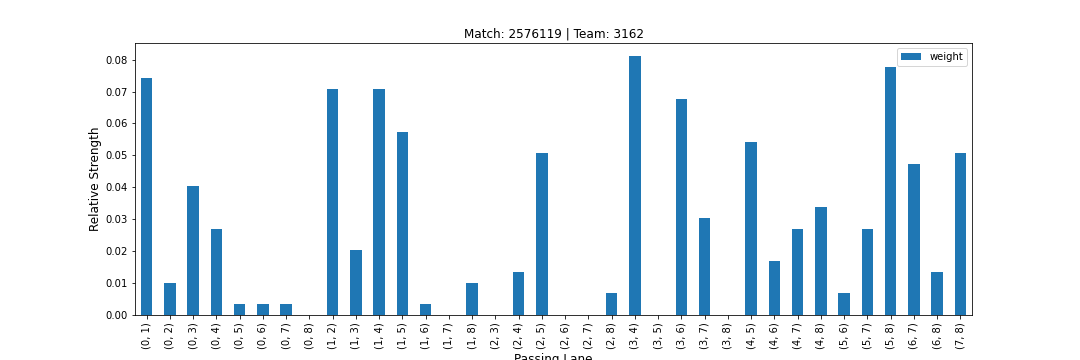 Match: 2576119 | Team: 3162
weight
Relative Strength
0.08
0.07
0.06
0.05
0.04
0.03
0.02
0.01
0.00
(0, 1) (0, 2) (0, 3) (0, 4) (0, 5) (0, 6) (0, 7) (0, 8) (1, 2) (1, 3) (1, 4) (1, 5) (1, 6) (1, 7) (1, 8) (2, 3) (2, 4) (2, 5) (2, 6) (2, 7) (2, 8) (3, 4) (3, 5) (3, 6) (3, 7) (3, 8) (4, 5) (4, 6) (4, 7) (4, 8) (5, 6) (5, 7) (5, 8) (6, 7) (6, 8) (7, 8)
Passing Lane